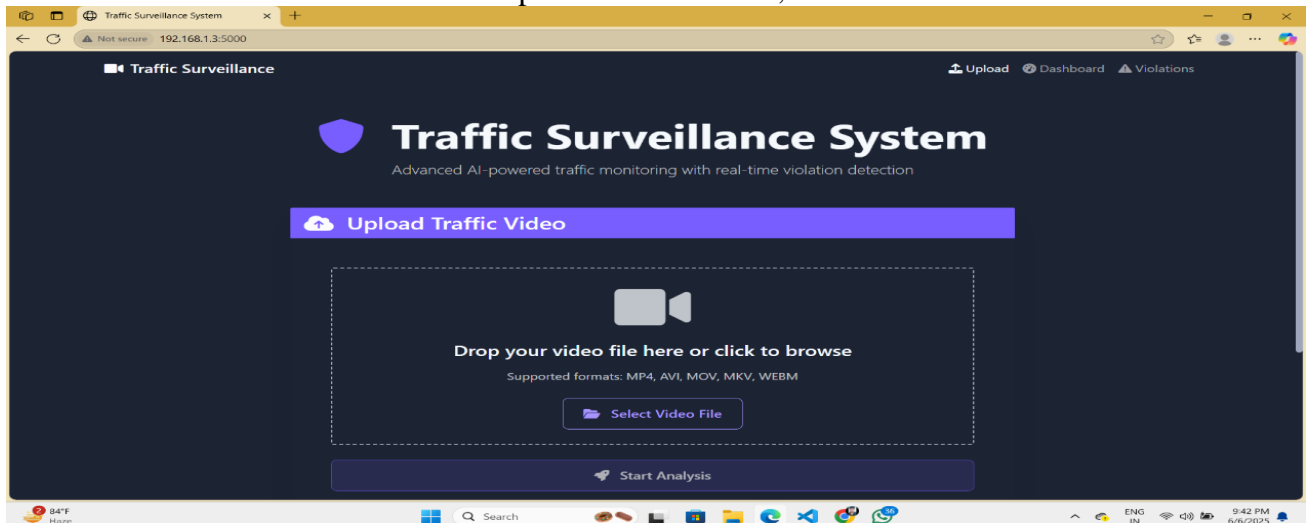 Traffic Surveillance System
Not secure 192.168.1.3:5000
Traffic Surveillance
Upload Dashboard Violations
Traffic Surveillance System
Advanced AI-powered traffic monitoring with real-time violation detection
Upload Traffic Video
Drop your video file here or click to browse
Supported formats: MP4, AVI, MOV, MKV, WEBM
Select Video File
Start Analysis
2
84°F
Haze
Search
36
ENG
IN
9:42 PM
6/6/2025